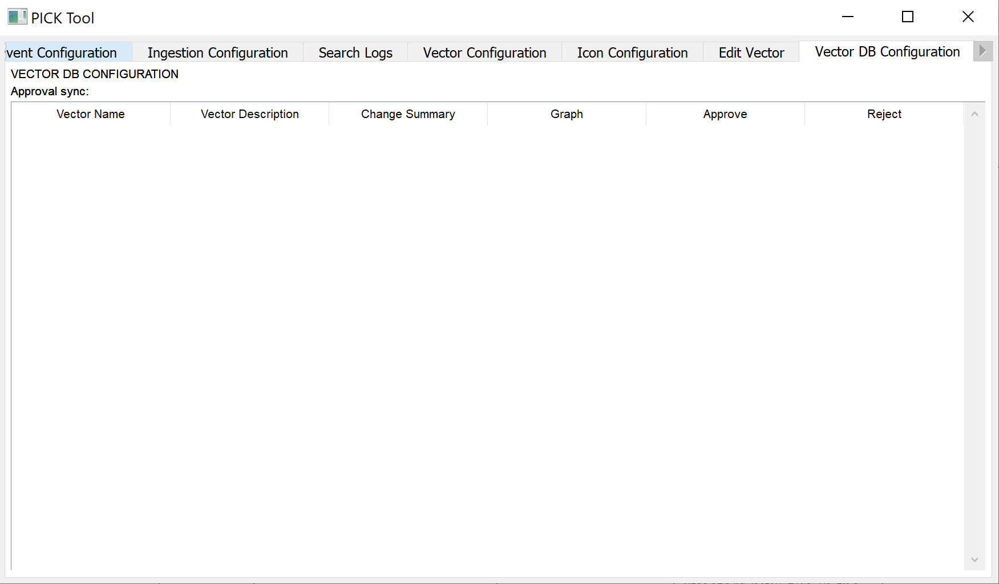 PICK Tool
vent Configuration Ingestion Configuration Search Logs Vector Configuration Icon Configuration Edit Vector Vector DB Configuration
VECTOR DB CONFIGURATION
Approval sync:
Vector Name Vector Description Change Summary Graph Approve Reject